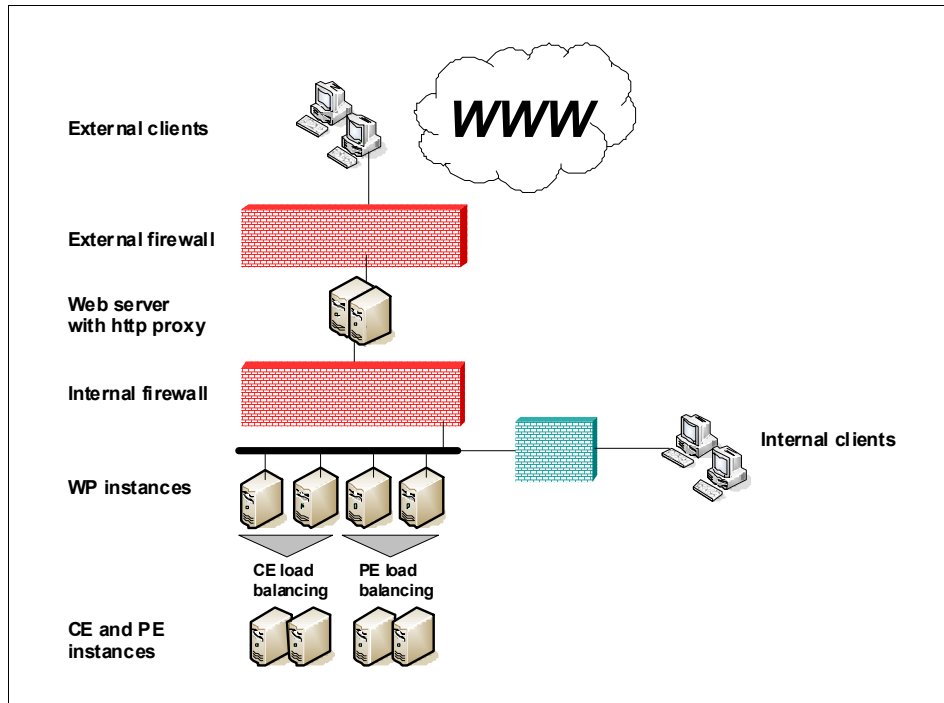 WWW
External clients
External firewall
Web server
with http proxy
Internal firewall
Internal clients
WP instances
CE load
balancing
PE load
balancing
CE and PE
instances